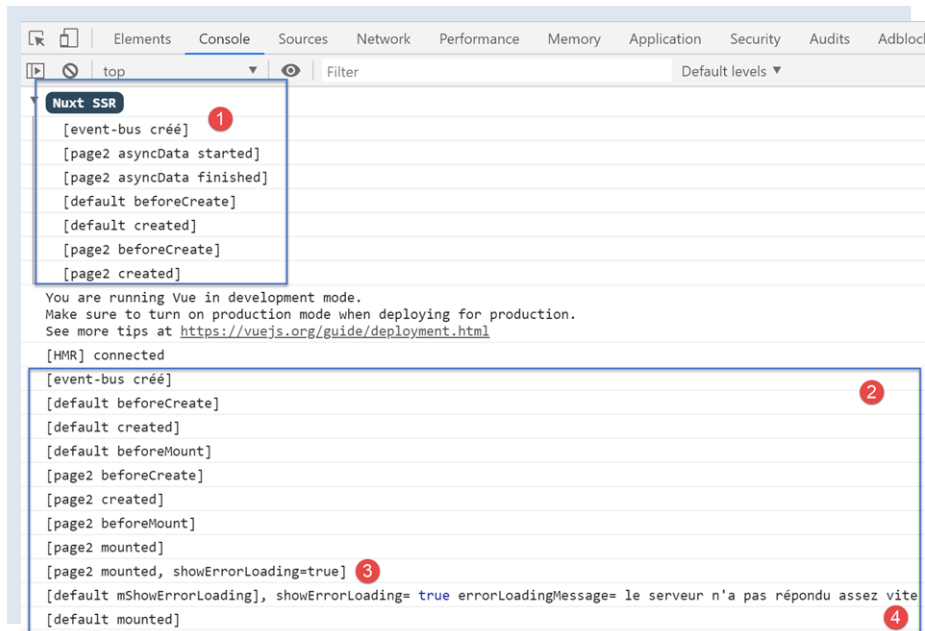 Elements Console Sources Network Performance Memory Application Security Audits Adbloc
top ▼ Filter Default levels ▼
Nuxt SSR
[event-bus créé] 1
[page2 asyncData started]
[page2 asyncData finished]
[default beforeCreate]
[default created]
[page2 beforeCreate]
[page2 created]
You are running Vue in development mode.
Make sure to turn on production mode when deploying for production.
See more tips at https://vuejs.org/guide/deployment.html
[HMR] connected
[event-bus créé]
2
[default beforeCreate]
[default created]
[default beforeMount]
[page2 beforeCreate]
[page2 created]
[page2 beforeMount]
[page2 mounted]
[page2 mounted, showErrorLoading=true] 3
[default mShowErrorLoading], showErrorLoading= true errorLoadingMessage= le serveur n'a pas répondu assez vite
[default mounted] 4